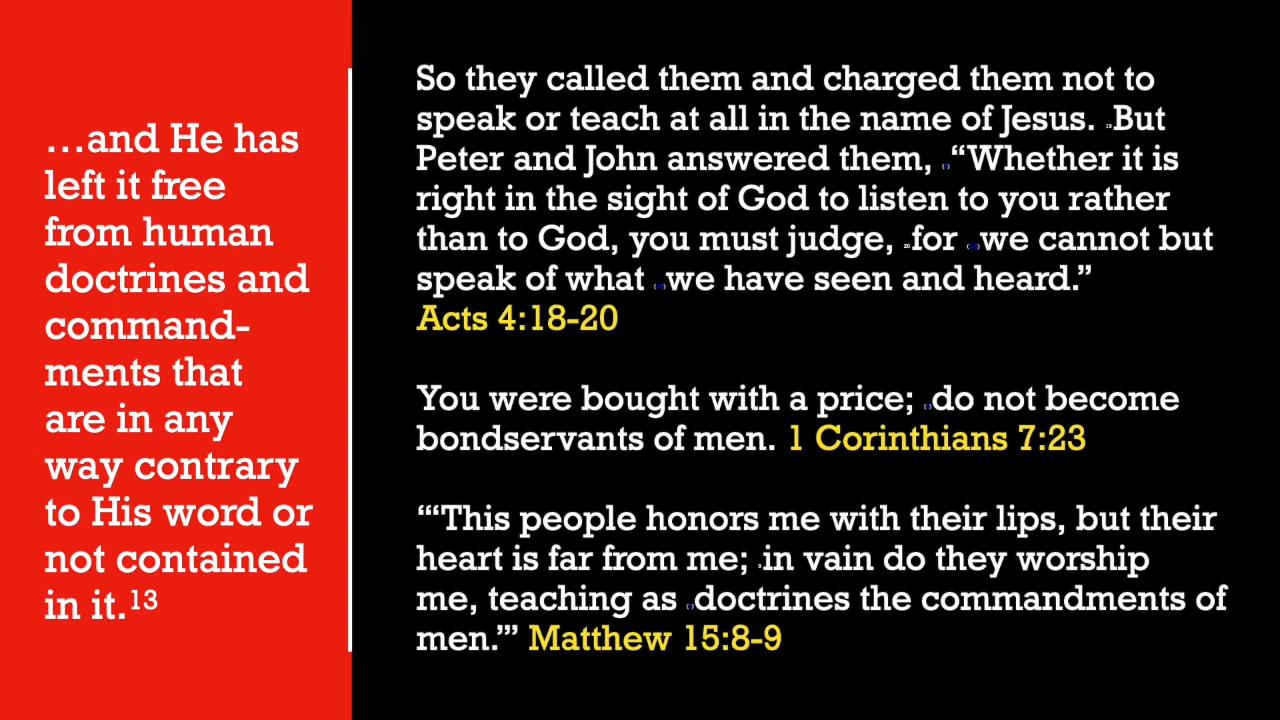 …and He has
left it free
from human
doctrines and
command-
ments that
are in any
way contrary
to His word or
not contained
in it.13
So they called them and charged them not to
speak or teach at all in the name of Jesus. 19 But
Peter and John answered them, ( ) “Whether it is
right in the sight of God to listen to you rather
than to God, you must judge, 20 for ( ) we cannot but
speak of what ( ) we have seen and heard.”
Acts 4:18-20
You were bought with a price; ( ) do not become
bondservants of men. 1 Corinthians 7:23
“‘This people honors me with their lips, but their
heart is far from me; in vain do they worship
me, teaching as ( ) doctrines the commandments of
men.’” Matthew 15:8-9